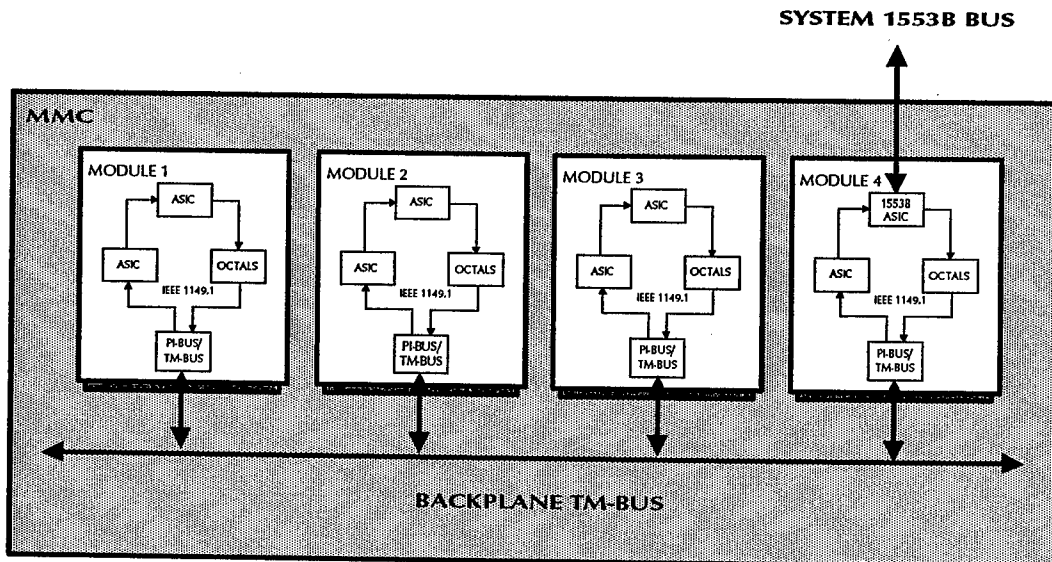 SYSTEM 1553B BUS
MMC
MODULE 1
ASIC
ASIC
OCTALS
IEEE 1149.1
PI-BUS/
TM-BUS
MODULE 2
ASIC
ASIC
OCTALS
IEEE 1149.1
PI-BUS/
TM-BUS
MODULE 3
ASIC
ASIC
OCTALS
IEEE 1149.1
PI-BUS/
TM-BUS
MODULE 4
1553B
ASIC
ASIC
OCTALS
IEEE 1149.1
PI-BUS/
TM-BUS
BACKPLANE TM-BUS